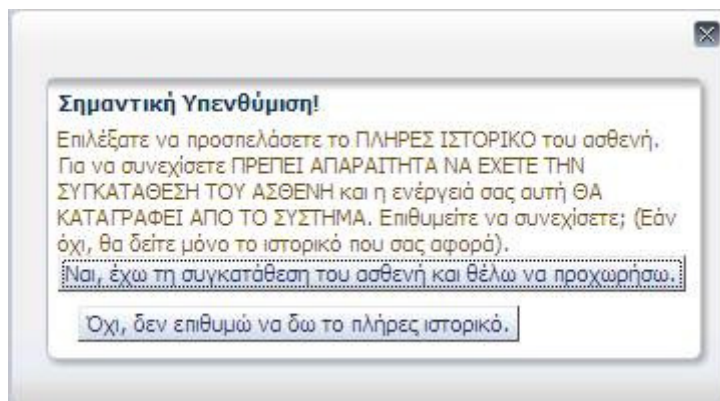 Σημαντική Υπενθύμιση!
Επιλέξατε να προσπελάσετε το ΠΛΗΡΕΣ ΙΣΤΟΡΙΚΟ του ασθενή.
Για να συνεχίσετε ΠΡΕΠΕΙ ΑΠΑΡΑΙΤΗΤΑ ΝΑ ΕΧΕΤΕ ΤΗΝ
ΣΥΓΚΑΤΑΘΕΣΗ ΤΟΥ ΑΣΘΕΝΗ και η ενέργειά σας αυτή ΘΑ
ΚΑΤΑΓΡΑΦΕΙ ΑΠΟ ΤΟ ΣΥΣΤΗΜΑ. Επιθυμείτε να συνεχίσετε; (Εάν
όχι, θα δείτε μόνο το ιστορικό που σας αφορά).
Ναι, έχω τη συγκατάθεση του ασθενή και θέλω να προχωρήσω.
Όχι, δεν επιθυμώ να δω το πλήρες ιστορικό.